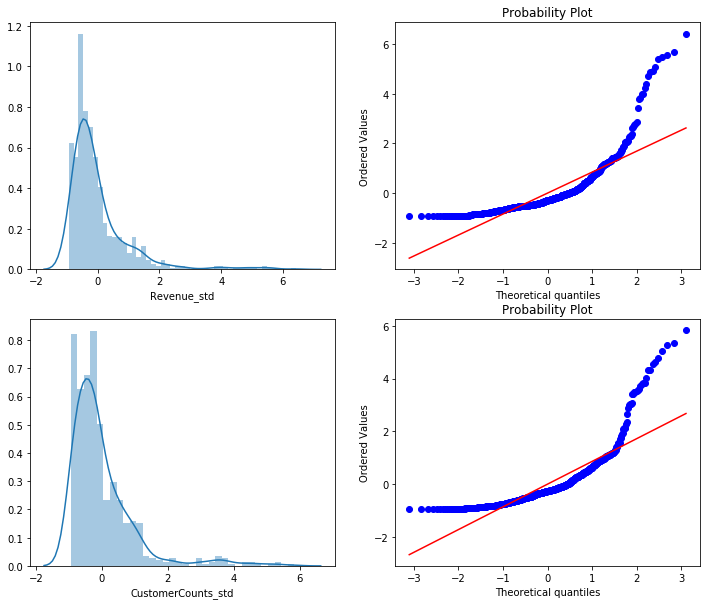 1.2
1.0
0.8
0.6
0.4
0.2
0.0
−2 0 2 4 6
Revenue_std
Probability Plot
Ordered Values
6
4
2
0
−2
−3 −2 −1 0 1 2 3
Theoretical quantiles
0.8
0.7
0.6
0.5
0.4
0.3
0.2
0.1
0.0
−2 0 2 4 6
CustomerCounts_std
Probability Plot
Ordered Values
6
4
2
0
−2
−3 −2 −1 0 1 2 3
Theoretical quantiles